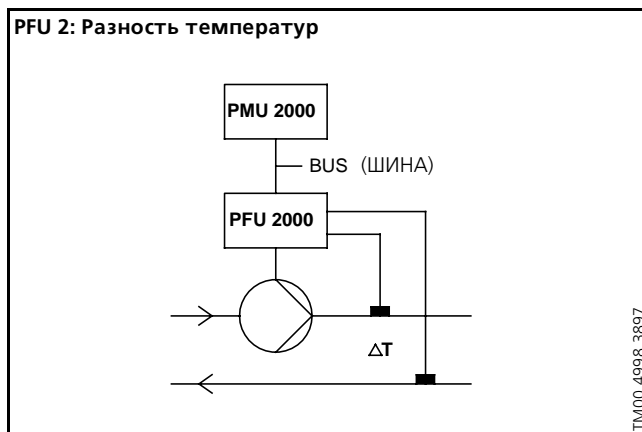 PFU 2: Разность температур
PMU 2000
BUS (ШИНА)
PFU 2000
ΔT
TM00 4998 3897